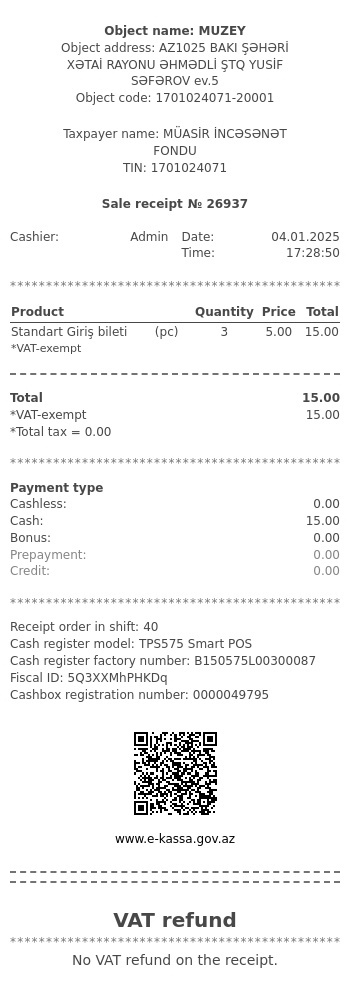 Object name: MUZEY
Object address: AZ1025 BAKI ŞƏHƏRİ
XƏTAİ RAYONU ƏHMƏDLİ ŞTQ YUSİF
SƏFƏROV ev.5
Object code: 1701024071-20001
Taxpayer name: MÜASİR İNCƏSƏNƏT
FONDU
TIN: 1701024071
Sale receipt № 26937
Cashier: Admin Date: 04.01.2025
Time: 17:28:50
********************************************
Product Quantity Price Total
Standart Giriş bileti (pc) 3 5.00 15.00
*VAT-exempt
Total 15.00
*VAT-exempt 15.00
*Total tax = 0.00
********************************************
Payment type
Cashless: 0.00
Cash: 15.00
Bonus: 0.00
Prepayment: 0.00
Credit: 0.00
********************************************
Receipt order in shift: 40
Cash register model: TPS575 Smart POS
Cash register factory number: B150575L00300087
Fiscal ID: 5Q3XXMhPHKDq
Cashbox registration number: 0000049795
www.e-kassa.gov.az
VAT refund
********************************************
No VAT refund on the receipt.